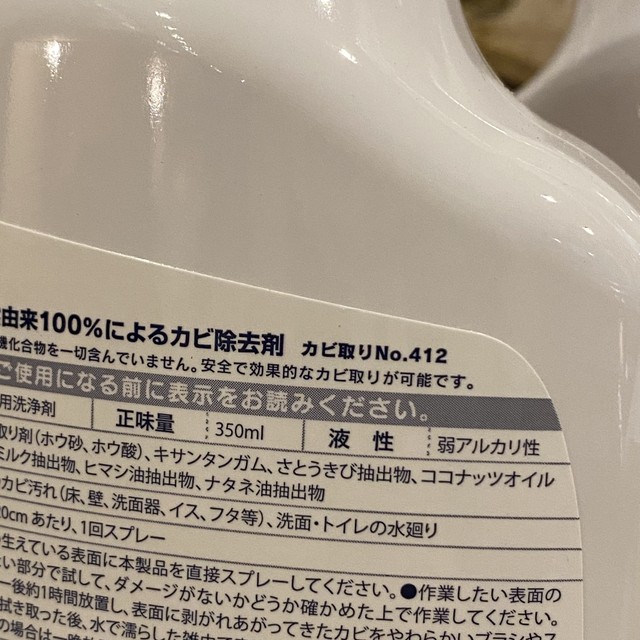 由来100%によるカビ除去剤 カビ取りNo.412
機化合物を一切含んでいません。安全で効果的なカビ取りが可能です。
ご使用になる前に表示をお読みください。
用洗浄剤 正味量 350ml 液 性 弱アルカリ性
取り剤(ホウ砂、ホウ酸)、キサンタンガム、さとうきび抽出物、ココナッツオイル
ミルク抽出物、ヒマシ油抽出物、ナタネ油抽出物
カビ汚れ(床、壁、洗面器、イス、フタ等)、洗面・トイレの水廻り
20cmあたり、1回スプレー
生えている表面に本製品を直接スプレーしてください。●作業したい表面の
い部分で試して、ダメージがないかどうか確かめた上で作業してください。
ー後約1時間放置し、表面に剥がれあがってきたカビをやわらかいブラシやス
拭き取った後、水で濡らした雑巾で
の場合は一晩